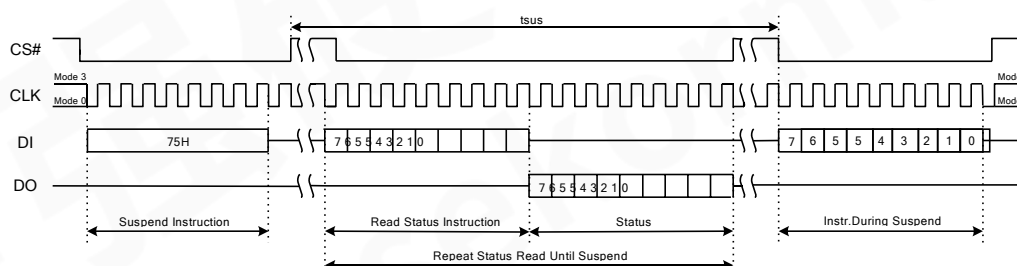 tsus
CS#
Mode 3
CLK
Mode 0
Mode
Mode
DI
75H
7 6 5 5 4 3 2 1 0
7 6 5 5 4 3 2 1 0
DO
7 6 5 5 4 3 2 1 0
Suspend Instruction
Read Status Instruction
Status
Instr.During Suspend
Repeat Status Read Until Suspend